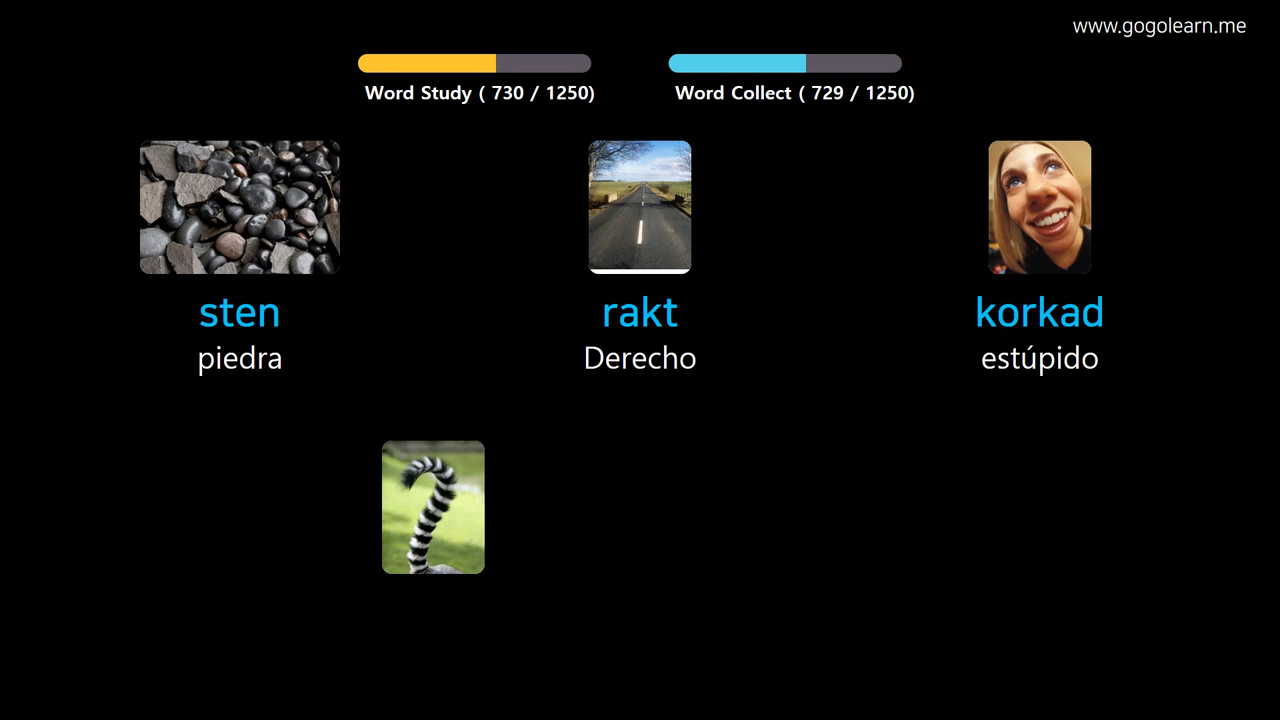 www.gogolearn.me
Word Study ( 730 / 1250)
Word Collect ( 729 / 1250)
sten
rakt
korkad
piedra
Derecho
estúpido